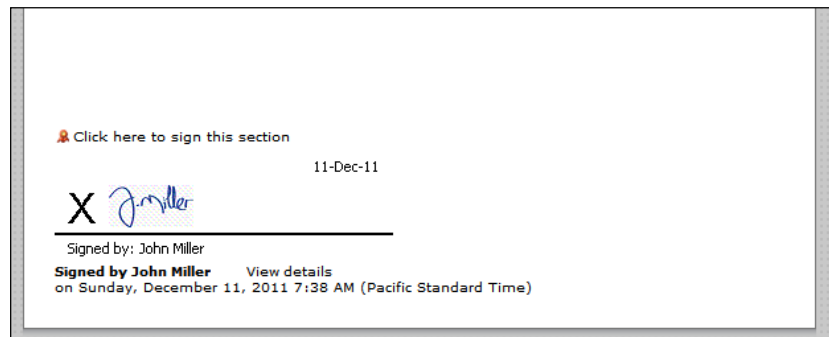 Click here to sign this section
11-Dec-11
X J.Miller
Signed by: John Miller
Signed by John Miller View details
on Sunday, December 11, 2011 7:38 AM (Pacific Standard Time)